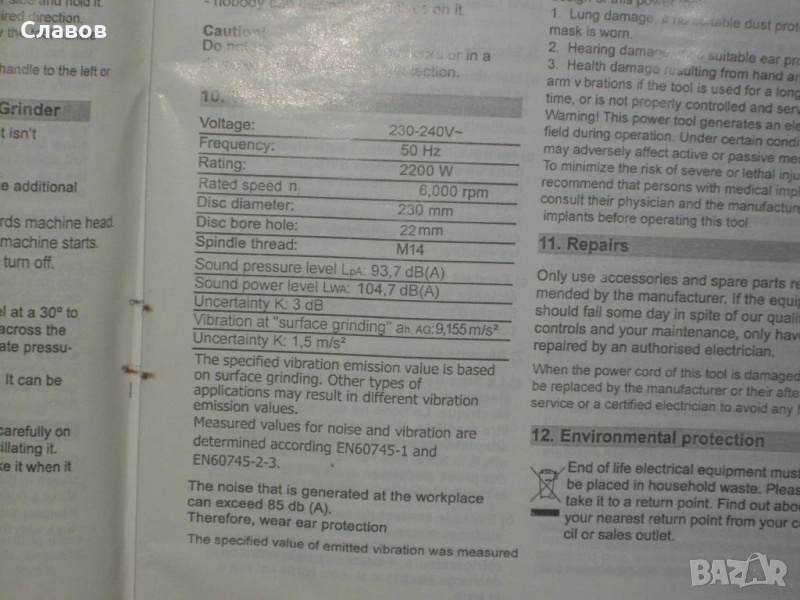 Славов
handle to the left or
Grinder
t isn't
e additional
rds machine head
machine starts.
turn off.
el at a 30° to
across the
ate pressu-
It can be
carefully on
illating it.
ke it when it
on it.
Caution!
10.
Voltage: 230-240V~
Frequency: 50 Hz
Rating: 2200 W
Rated speed n 6,000 rpm
Disc diameter: 230 mm
Disc bore hole: 22mm
Spindle thread: M14
Sound pressure level LpA: 93,7 dB(A)
Sound power level LWA: 104,7 dB(A)
Uncertainty K: 3 dB
Vibration at "surface grinding" ah, AG:9,155 m/s²
Uncertainty K: 1,5 m/s²
The specified vibration emission value is based
on surface grinding. Other types of
applications may result in different vibration
emission values.
Measured values for noise and vibration are
determined according EN60745-1 and
EN60745-2-3.
The noise that is generated at the workplace
can exceed 85 db (A).
Therefore, wear ear protection
The specified value of emitted vibration was measured
1. Lung damage, suitable dust prot
mask is worn.
2. Hearing suitable ear pr
3. Health damage resulting from hand an
arm vibrations if the tool is used for a long
time, or is not properly controlled and serv
Warning! This power tool generates an ele
field during operation. Under certain condi
may adversely affect active or passive me
To minimize the risk of severe or lethal inju
recommend that persons with medical impl
consult their physician and the manufacture
implants before operating this tool.
11. Repairs
Only use accessories and spare parts re
mended by the manufacturer. If the equip
should fail some day in spite of our quali
controls and your maintenance, only have
repaired by an authorised electrician.
When the power cord of this tool is damaged
be replaced by the manufacturer or their afte
service or a certified electrician to avoid any h
12. Environmental protection
End of life electrical equipment must
be placed in household waste. Pleas
take it to a return point. Find out abou
your nearest return point from your c
cil or sales outlet.
BAZAR